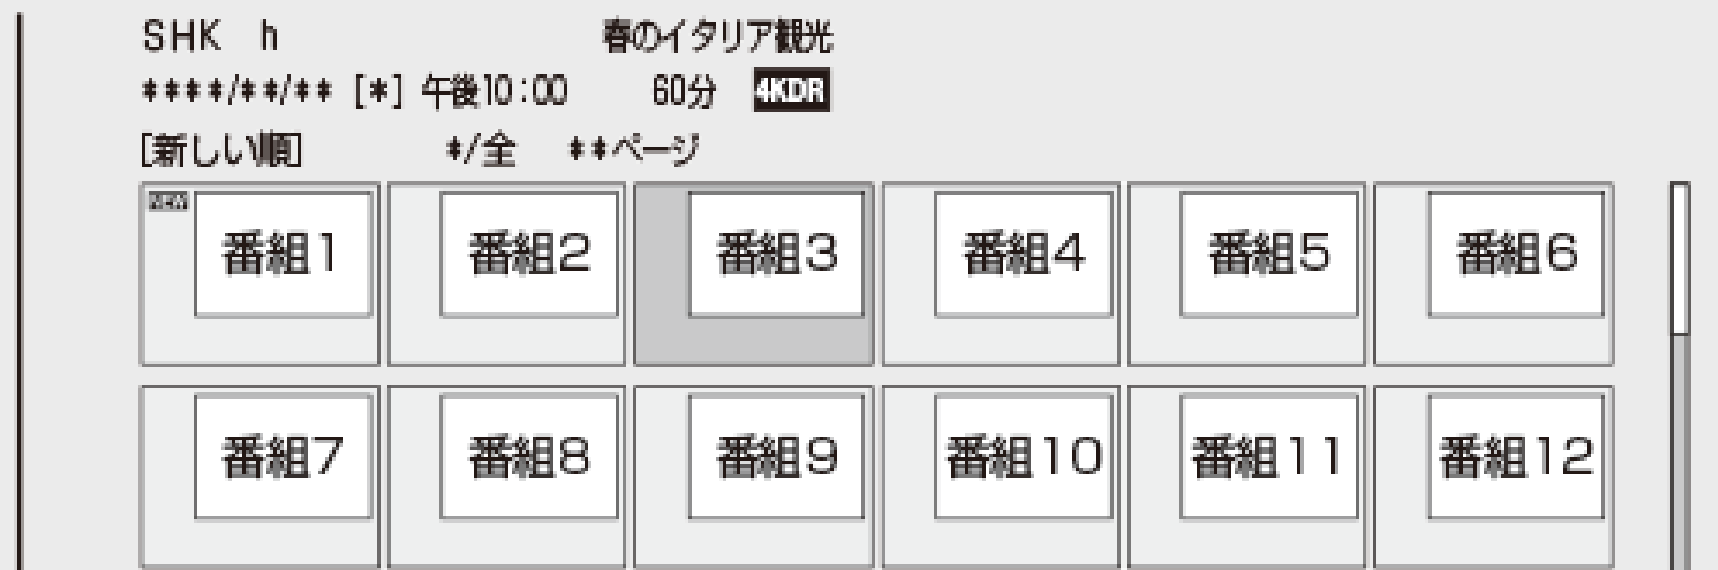 SHK h 春のイタリア観光
****/**/** [*] 午後10:00 60分 4KDR
[新しい順] */全 **ページ
番組1 番組2 番組3 番組4 番組5 番組6
番組7 番組8 番組9 番組10 番組11 番組12